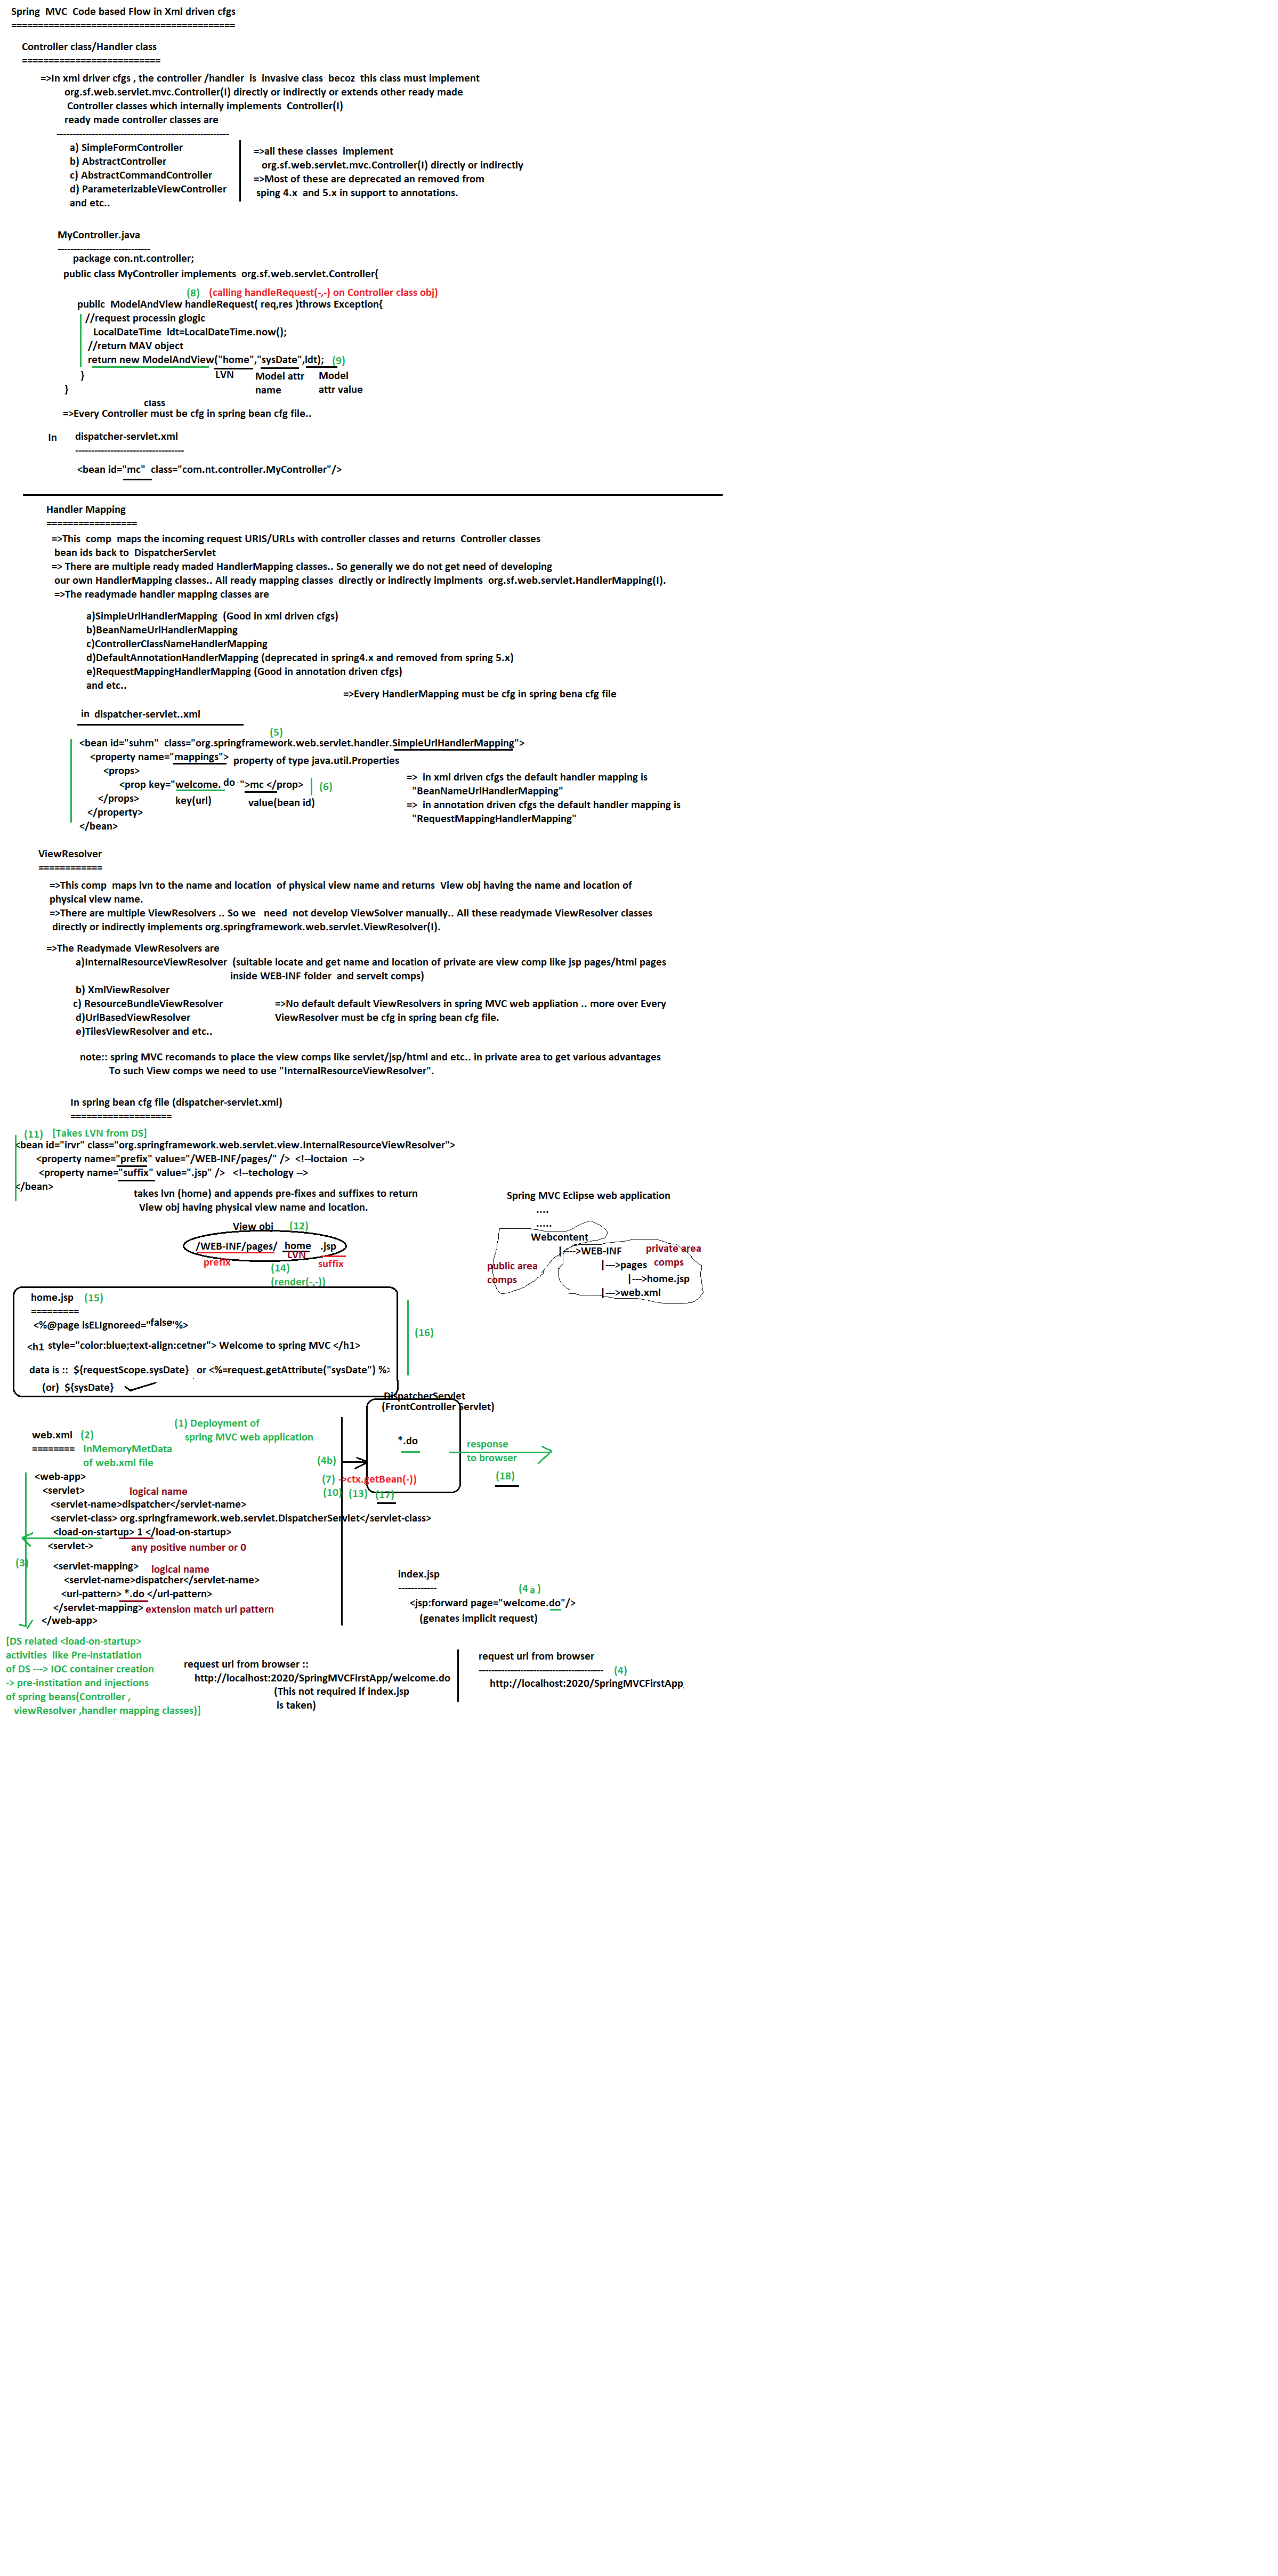 Spring  MVC  Code based Flow in Xml driven cfgs
==========================================
Controller class/Handler class
==========================
=>In xml driver cfgs , the controller /handler  is  invasive class  becoz  this class must implement
org.sf.web.servlet.mvc.Controller(I) directly or indirectly or extends other ready made
Controller classes which internally implements  Controller(I)
ready made controller classes are
------------------------------------------------------
a) SimpleFormController
b) AbstractController
c) AbstractCommandController
d) ParameterizableViewController
and etc..
=>all these classes  implement
org.sf.web.servlet.mvc.Controller(I) directly or indirectly
=>Most of these are deprecated an removed from
sping 4.x  and 5.x in support to annotations.
MyController.java
-----------------------------
package con.nt.controller;
public class MyController implements  org.sf.web.servlet.Controller{
(8)   (calling handleRequest(-,-) on Controller class obj)
public  ModelAndView handleRequest( req,res )throws Exception{
//request processin glogic
LocalDateTime  ldt=LocalDateTime.now();
//return MAV object
return new ModelAndView("home","sysDate",ldt);   (9)
}   LVN   Model attr   Model
}   name   attr value
class
=>Every Controller must be cfg in spring bean cfg file..
In   dispatcher-servlet.xml
----------------------------------
<bean id="mc"  class="com.nt.controller.MyController"/>
Handler Mapping
=================
=>This  comp  maps the incoming request URIS/URLs with controller classes and returns  Controller classes
bean ids back to  DispatcherServlet
=> There are multiple ready maded HandlerMapping classes.. So generally we do not get need of developing
our own HandlerMapping classes.. All ready mapping classes  directly or indirectly implments  org.sf.web.servlet.HandlerMapping(I).
=>The readymade handler mapping classes are
a)SimpleUrlHandlerMapping  (Good in xml driven cfgs)
b)BeanNameUrlHandlerMapping
c)ControllerClassNameHandlerMapping
d)DefaultAnnotationHandlerMapping (deprecated in spring4.x and removed from spring 5.x)
e)RequestMappingHandlerMapping (Good in annotation driven cfgs)
and etc..
=>Every HandlerMapping must be cfg in spring bena cfg file
in  dispatcher-servlet..xml
(5)
<bean id="suhm"  class="org.springframework.web.servlet.handler.SimpleUrlHandlerMapping">
<property name="mappings">  property of type java.util.Properties
<props>
<prop key="welcome. do ">mc </prop>   (6)
</props>   key(url)   value(bean id)
</property>
</bean>
=>  in xml driven cfgs the default handler mapping is
"BeanNameUrlHandlerMapping"
=>  in annotation driven cfgs the default handler mapping is
"RequestMappingHandlerMapping"
ViewResolver
============
=>This comp  maps lvn to the name and location  of physical view name and returns  View obj having the name and location of
physical view name.
=>There are multiple ViewResolvers .. So we   need  not develop ViewSolver manually.. All these readymade ViewResolver classes
directly or indirectly implements org.springframework.web.servlet.ViewResolver(I).
=>The Readymade ViewResolvers are
a)InternalResourceViewResolver  (suitable locate and get name and location of private are view comp like jsp pages/html pages
inside WEB-INF folder  and servelt comps)
b) XmlViewResolver
c) ResourceBundleViewResolver
d)UrlBasedViewResolver
e)TilesViewResolver and etc..
=>No default default ViewResolvers in spring MVC web appliation .. more over Every
ViewResolver must be cfg in spring bean cfg file.
note:: spring MVC recomands to place the view comps like servlet/jsp/html and etc.. in private area to get various advantages
To such View comps we need to use "InternalResourceViewResolver".
In spring bean cfg file (dispatcher-servlet.xml)
===================
(11)   [Takes LVN from DS]
<bean id="irvr" class="org.springframework.web.servlet.view.InternalResourceViewResolver">
<property name="prefix" value="/WEB-INF/pages/" />  <!--loctaion  -->
<property name="suffix" value=".jsp" />   <!--techology -->
</bean>
takes lvn (home) and appends pre-fixes and suffixes to return
View obj having physical view name and location.
View obj   (12)
/WEB-INF/pages/  home   .jsp
prefix   LVN   suffix
(14)
(render(-,-))
Spring MVC Eclipse web application
....
.....
Webcontent
|---->WEB-INF   private area
|--->pages   comps
public area
comps
|--->home.jsp
|--->web.xml
home.jsp   (15)
=========
<%@page isELIgnoreed="false"%>
(16)
<h1 style="color:blue;text-align:cetner"> Welcome to spring MVC </h1>
data is ::  ${requestScope.sysDate}   or <%=request.getAttribute("sysDate") %>
(or)  ${sysDate}
DispatcherServlet
(FrontController Servlet)
*.do
response
to browser
(18)
(4b)
(7) ->ctx.getBean(-))
(10)  (13)  (17)
(1) Deployment of
spring MVC web application
web.xml   (2)
========   InMemoryMetData
of web.xml file
<web-app>
<servlet>   logical name
<servlet-name>dispatcher</servlet-name>
<servlet-class> org.springframework.web.servlet.DispatcherServlet</servlet-class>
<load-on-startup> 1 </load-on-startup>
<servlet->   any positive number or 0
(3)
<servlet-mapping>   logical name
<servlet-name>dispatcher</servlet-name>
<url-pattern> *.do </url-pattern>
</servlet-mapping> extension match url pattern
</web-app>
index.jsp
------------
(4 a )
<jsp:forward page="welcome.do"/>
(genates implicit request)
[DS related <load-on-startup>
activities  like Pre-instatiation
of DS ---> IOC container creation
-> pre-institation and injections
of spring beans(Controller ,
viewResolver ,handler mapping classes)]
request url from browser ::
http://localhost:2020/SpringMVCFirstApp/welcome.do
(This not required if index.jsp
is taken)
request url from browser
---------------------------------------   (4)
http://localhost:2020/SpringMVCFirstApp